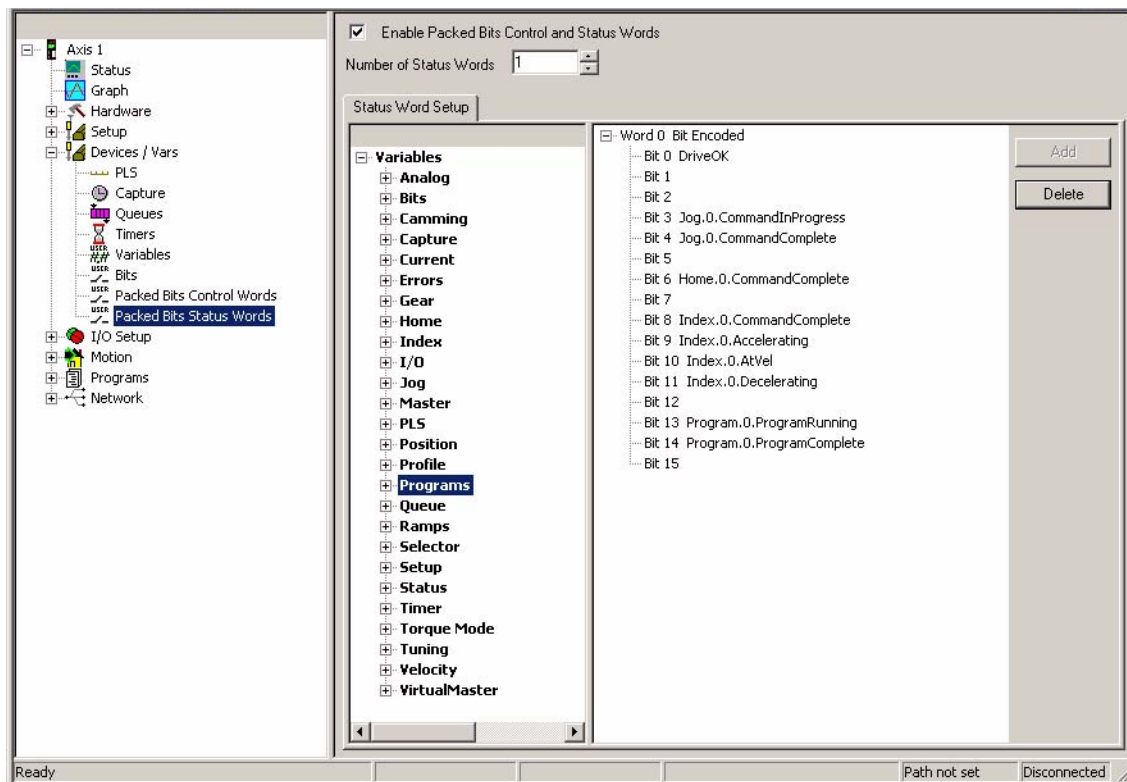 Axis 1
Status
Graph
Hardware
Setup
Devices / Vars
PLS
Capture
Queues
Timers
USER
##.## Variables
USER
Bits
USER
Packed Bits Control Words
USER
Packed Bits Status Words
I/O Setup
Motion
Programs
Network
Enable Packed Bits Control and Status Words
Number of Status Words 1
Status Word Setup
Variables
Analog
Bits
Camming
Capture
Current
Errors
Gear
Home
Index
I/O
Jog
Master
PLS
Position
Profile
Programs
Queue
Ramps
Selector
Setup
Status
Timer
Torque Mode
Tuning
Velocity
VirtualMaster
Word 0 Bit Encoded
Bit 0 DriveOK
Bit 1
Bit 2
Bit 3 Jog.0.CommandInProgress
Bit 4 Jog.0.CommandComplete
Bit 5
Bit 6 Home.0.CommandComplete
Bit 7
Bit 8 Index.0.CommandComplete
Bit 9 Index.0.Accelerating
Bit 10 Index.0.AtVel
Bit 11 Index.0.Decelerating
Bit 12
Bit 13 Program.0.ProgramRunning
Bit 14 Program.0.ProgramComplete
Bit 15
Add
Delete
Ready
Path not set
Disconnected